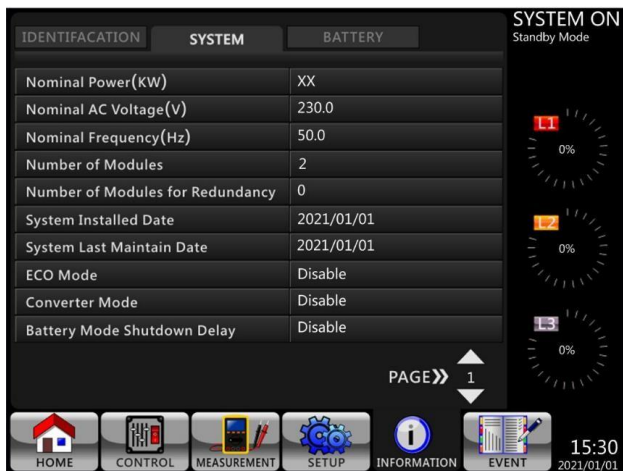 IDENTIFACATION SYSTEM BATTERY
SYSTEM ON
Standby Mode
Nominal Power(KW) XX
Nominal AC Voltage(V) 230.0
Nominal Frequency(Hz) 50.0
Number of Modules 2
Number of Modules for Redundancy 0
System Installed Date 2021/01/01
System Last Maintain Date 2021/01/01
ECO Mode Disable
Converter Mode Disable
Battery Mode Shutdown Delay Disable
L1
0%
L2
0%
L3
0%
PAGE» 1
HOME CONTROL MEASUREMENT SETUP INFORMATION EVENT
15:30
2021/01/01